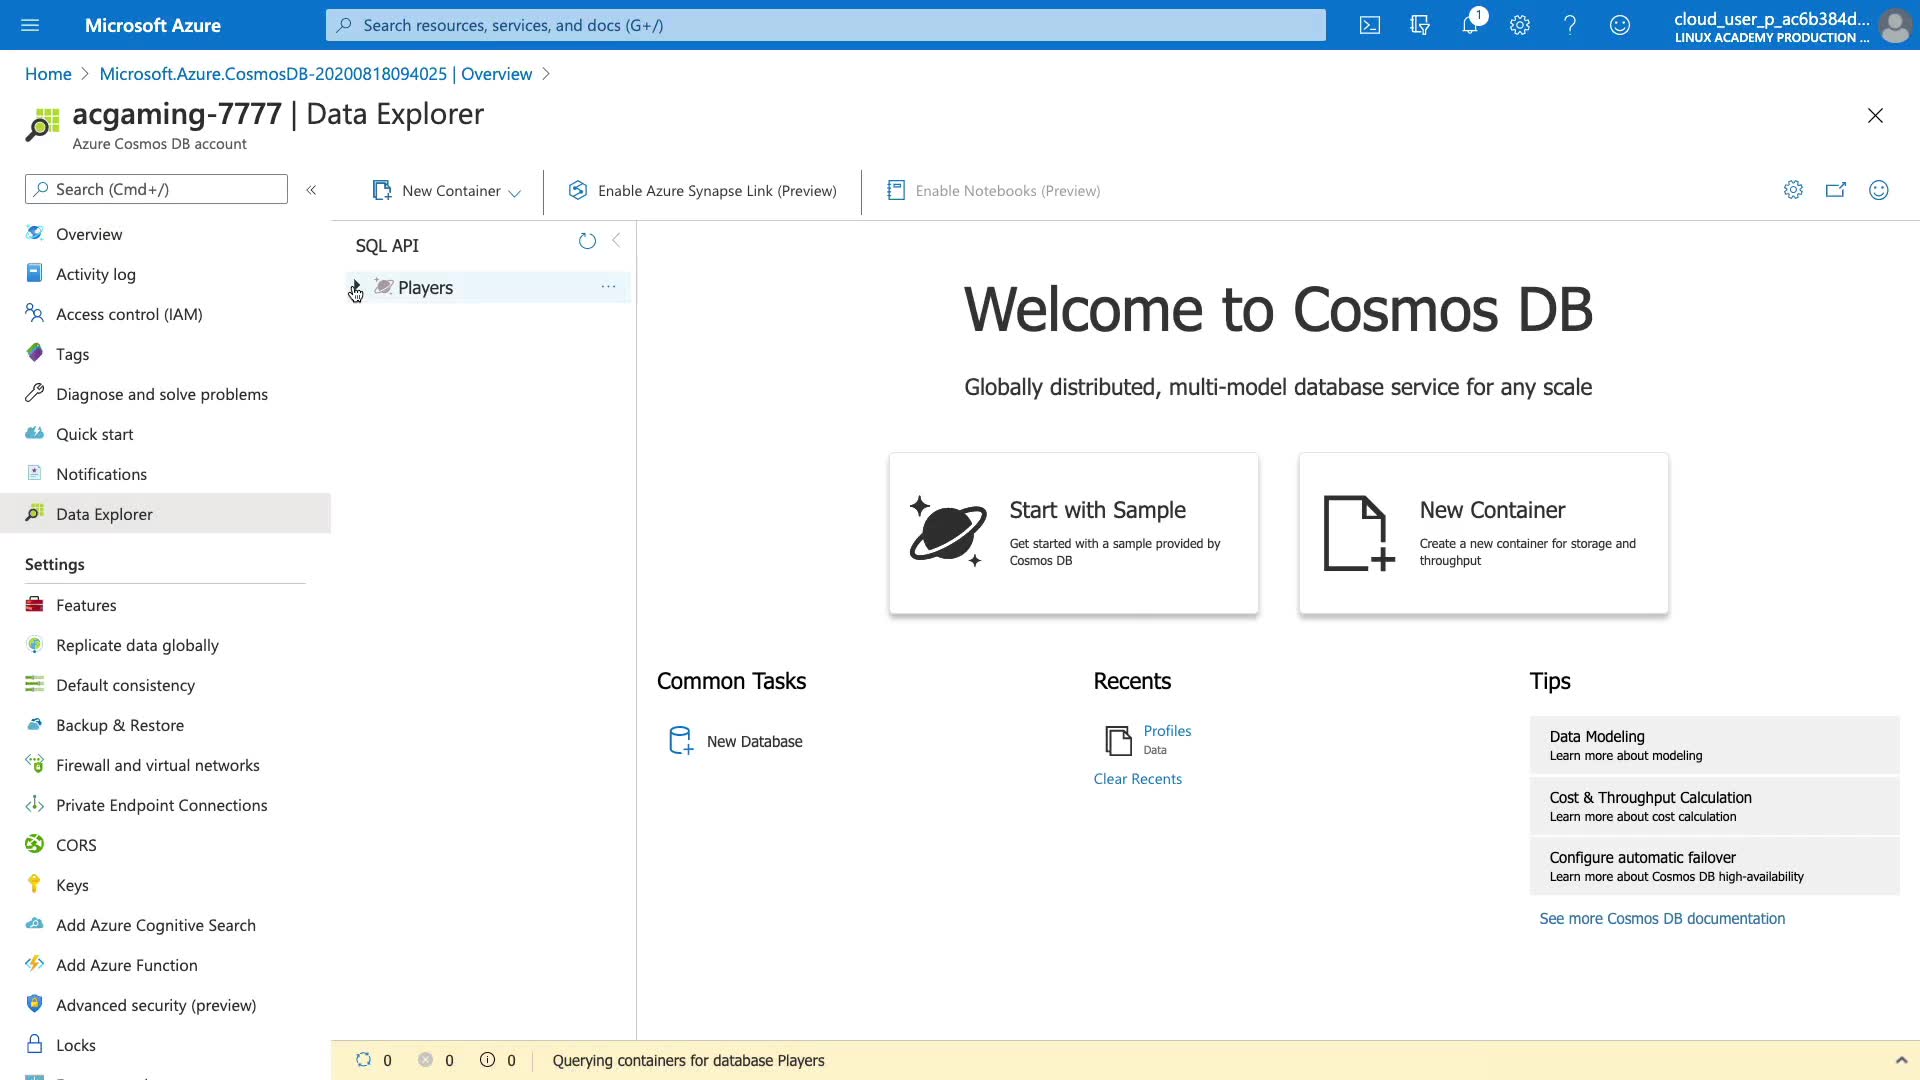 Microsoft Azure
Search resources, services, and docs (G+/)
1
cloud_user_p_ac6b384d...
LINUX ACADEMY PRODUCTION ...
Home > Microsoft.Azure.CosmosDB-20200818094025 | Overview >
acgaming-7777 | Data Explorer
Azure Cosmos DB account
Search (Cmd+/)
«
New Container
Enable Azure Synapse Link (Preview)
Enable Notebooks (Preview)
Overview
Activity log
Access control (IAM)
Tags
Diagnose and solve problems
Quick start
Notifications
Data Explorer
Settings
Features
Replicate data globally
Default consistency
Backup & Restore
Firewall and virtual networks
Private Endpoint Connections
CORS
Keys
Add Azure Cognitive Search
Add Azure Function
Advanced security (preview)
Locks
SQL API
Players
...
Welcome to Cosmos DB
Globally distributed, multi-model database service for any scale
Start with Sample
Get started with a sample provided by
Cosmos DB
New Container
Create a new container for storage and
throughput
Common Tasks
New Database
Recents
Profiles
Data
Clear Recents
Tips
Data Modeling
Learn more about modeling
Cost & Throughput Calculation
Learn more about cost calculation
Configure automatic failover
Learn more about Cosmos DB high-availability
See more Cosmos DB documentation
0 0 0 Querying containers for database Players